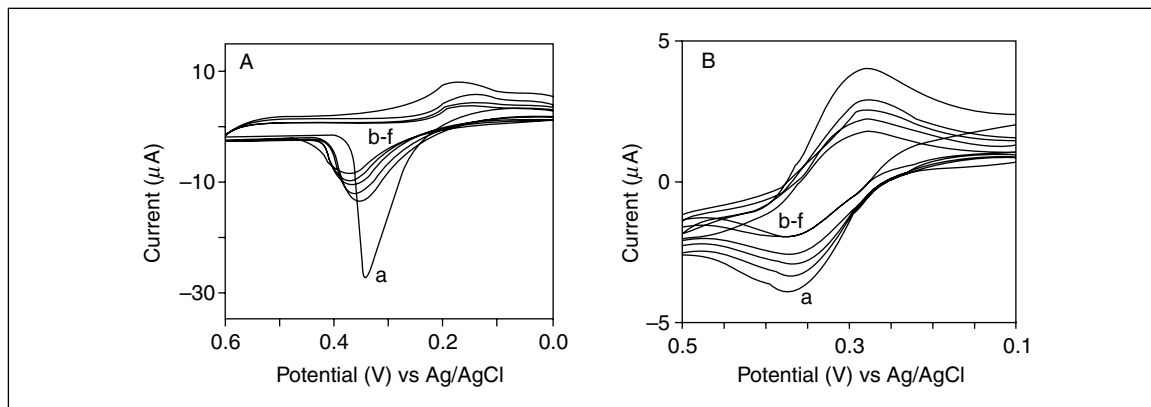 A
10
−10
−30
Current (μA)
b-f
a
0.6
0.4
0.2
0.0
Potential (V) vs Ag/AgCl
B
5
0
−5
Current (μA)
b-f
a
0.5
0.3
0.1
Potential (V) vs Ag/AgCl